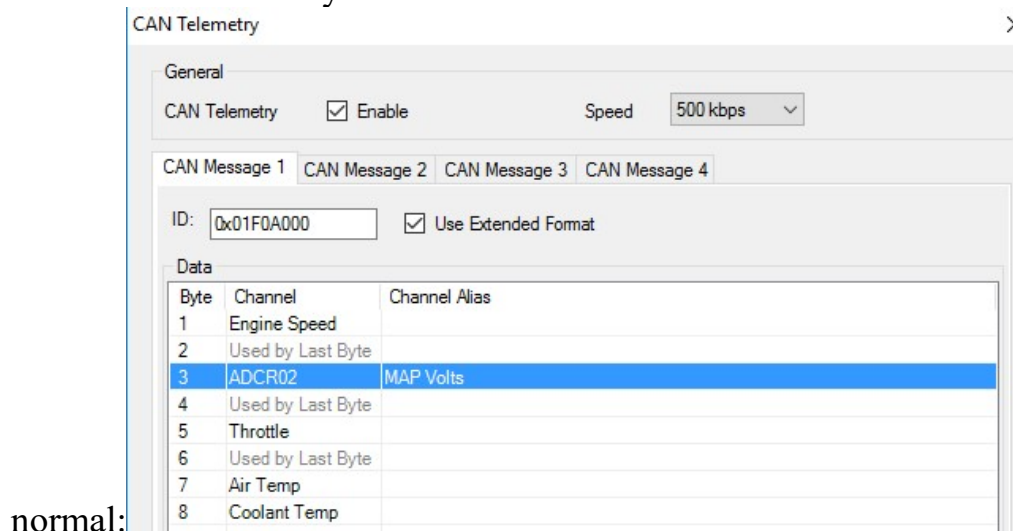 CAN Telemetry
General
CAN Telemetry Enable Speed 500 kbps
CAN Message 1 CAN Message 2 CAN Message 3 CAN Message 4
ID: 0x01F0A000 Use Extended Format
Data
Byte Channel Channel Alias
1 Engine Speed
2 Used by Last Byte
3 ADCR02 MAP Volts
4 Used by Last Byte
5 Throttle
6 Used by Last Byte
7 Air Temp
8 Coolant Temp
normal: